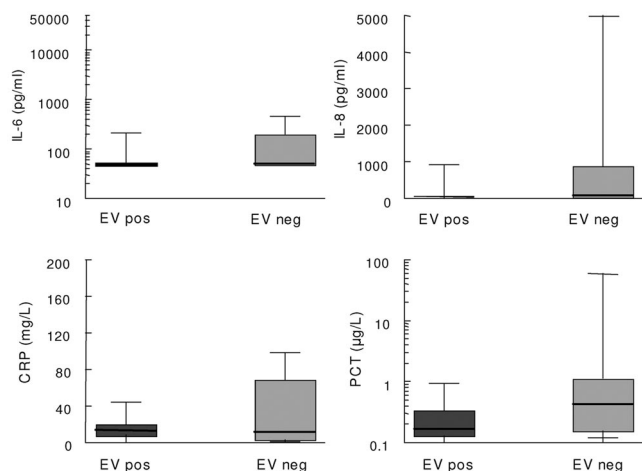 50000
10000
1000
100
10
IL-6 (pg/ml)
EV pos
EV neg
5000
4000
3000
2000
1000
0
IL-8 (pg/ml)
EV pos
EV neg
200
160
120
80
40
0
CRP (mg/L)
EV pos
EV neg
100
10
1
0.1
PCT (µg/L)
EV pos
EV neg